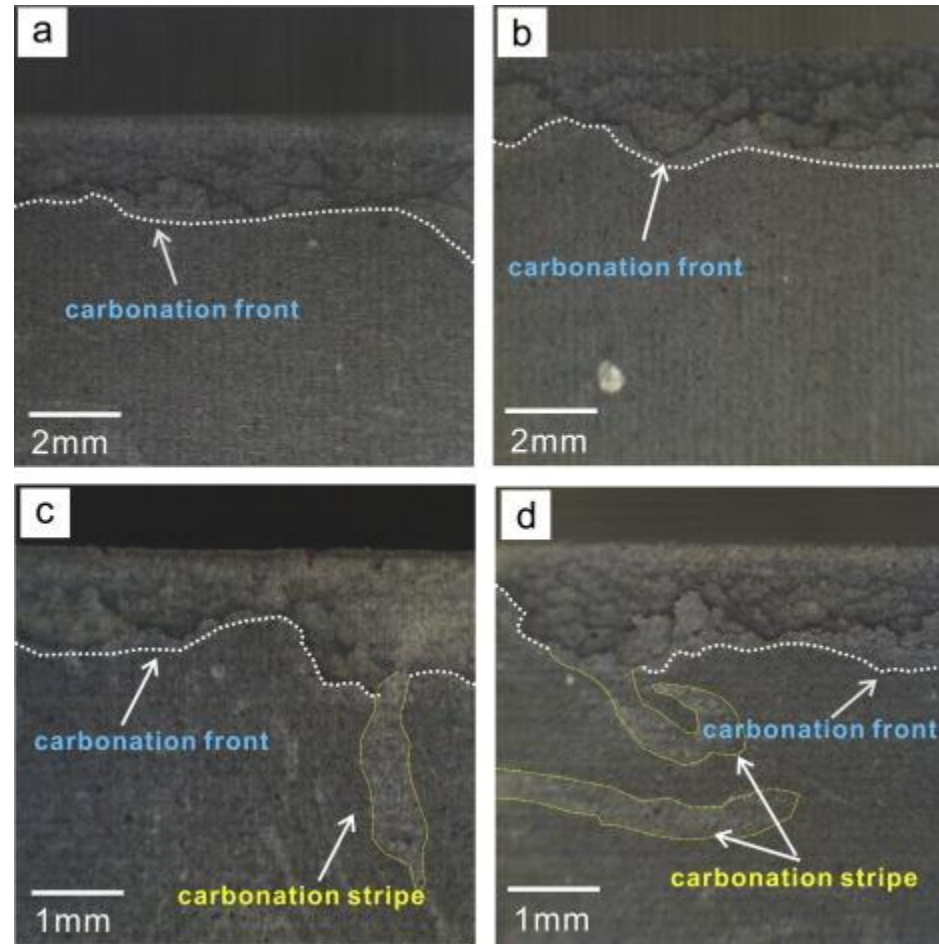 a
b
carbonation front
carbonation front
2mm
2mm
c
d
carbonation front
carbonation front
carbonation stripe
carbonation stripe
1mm
1mm